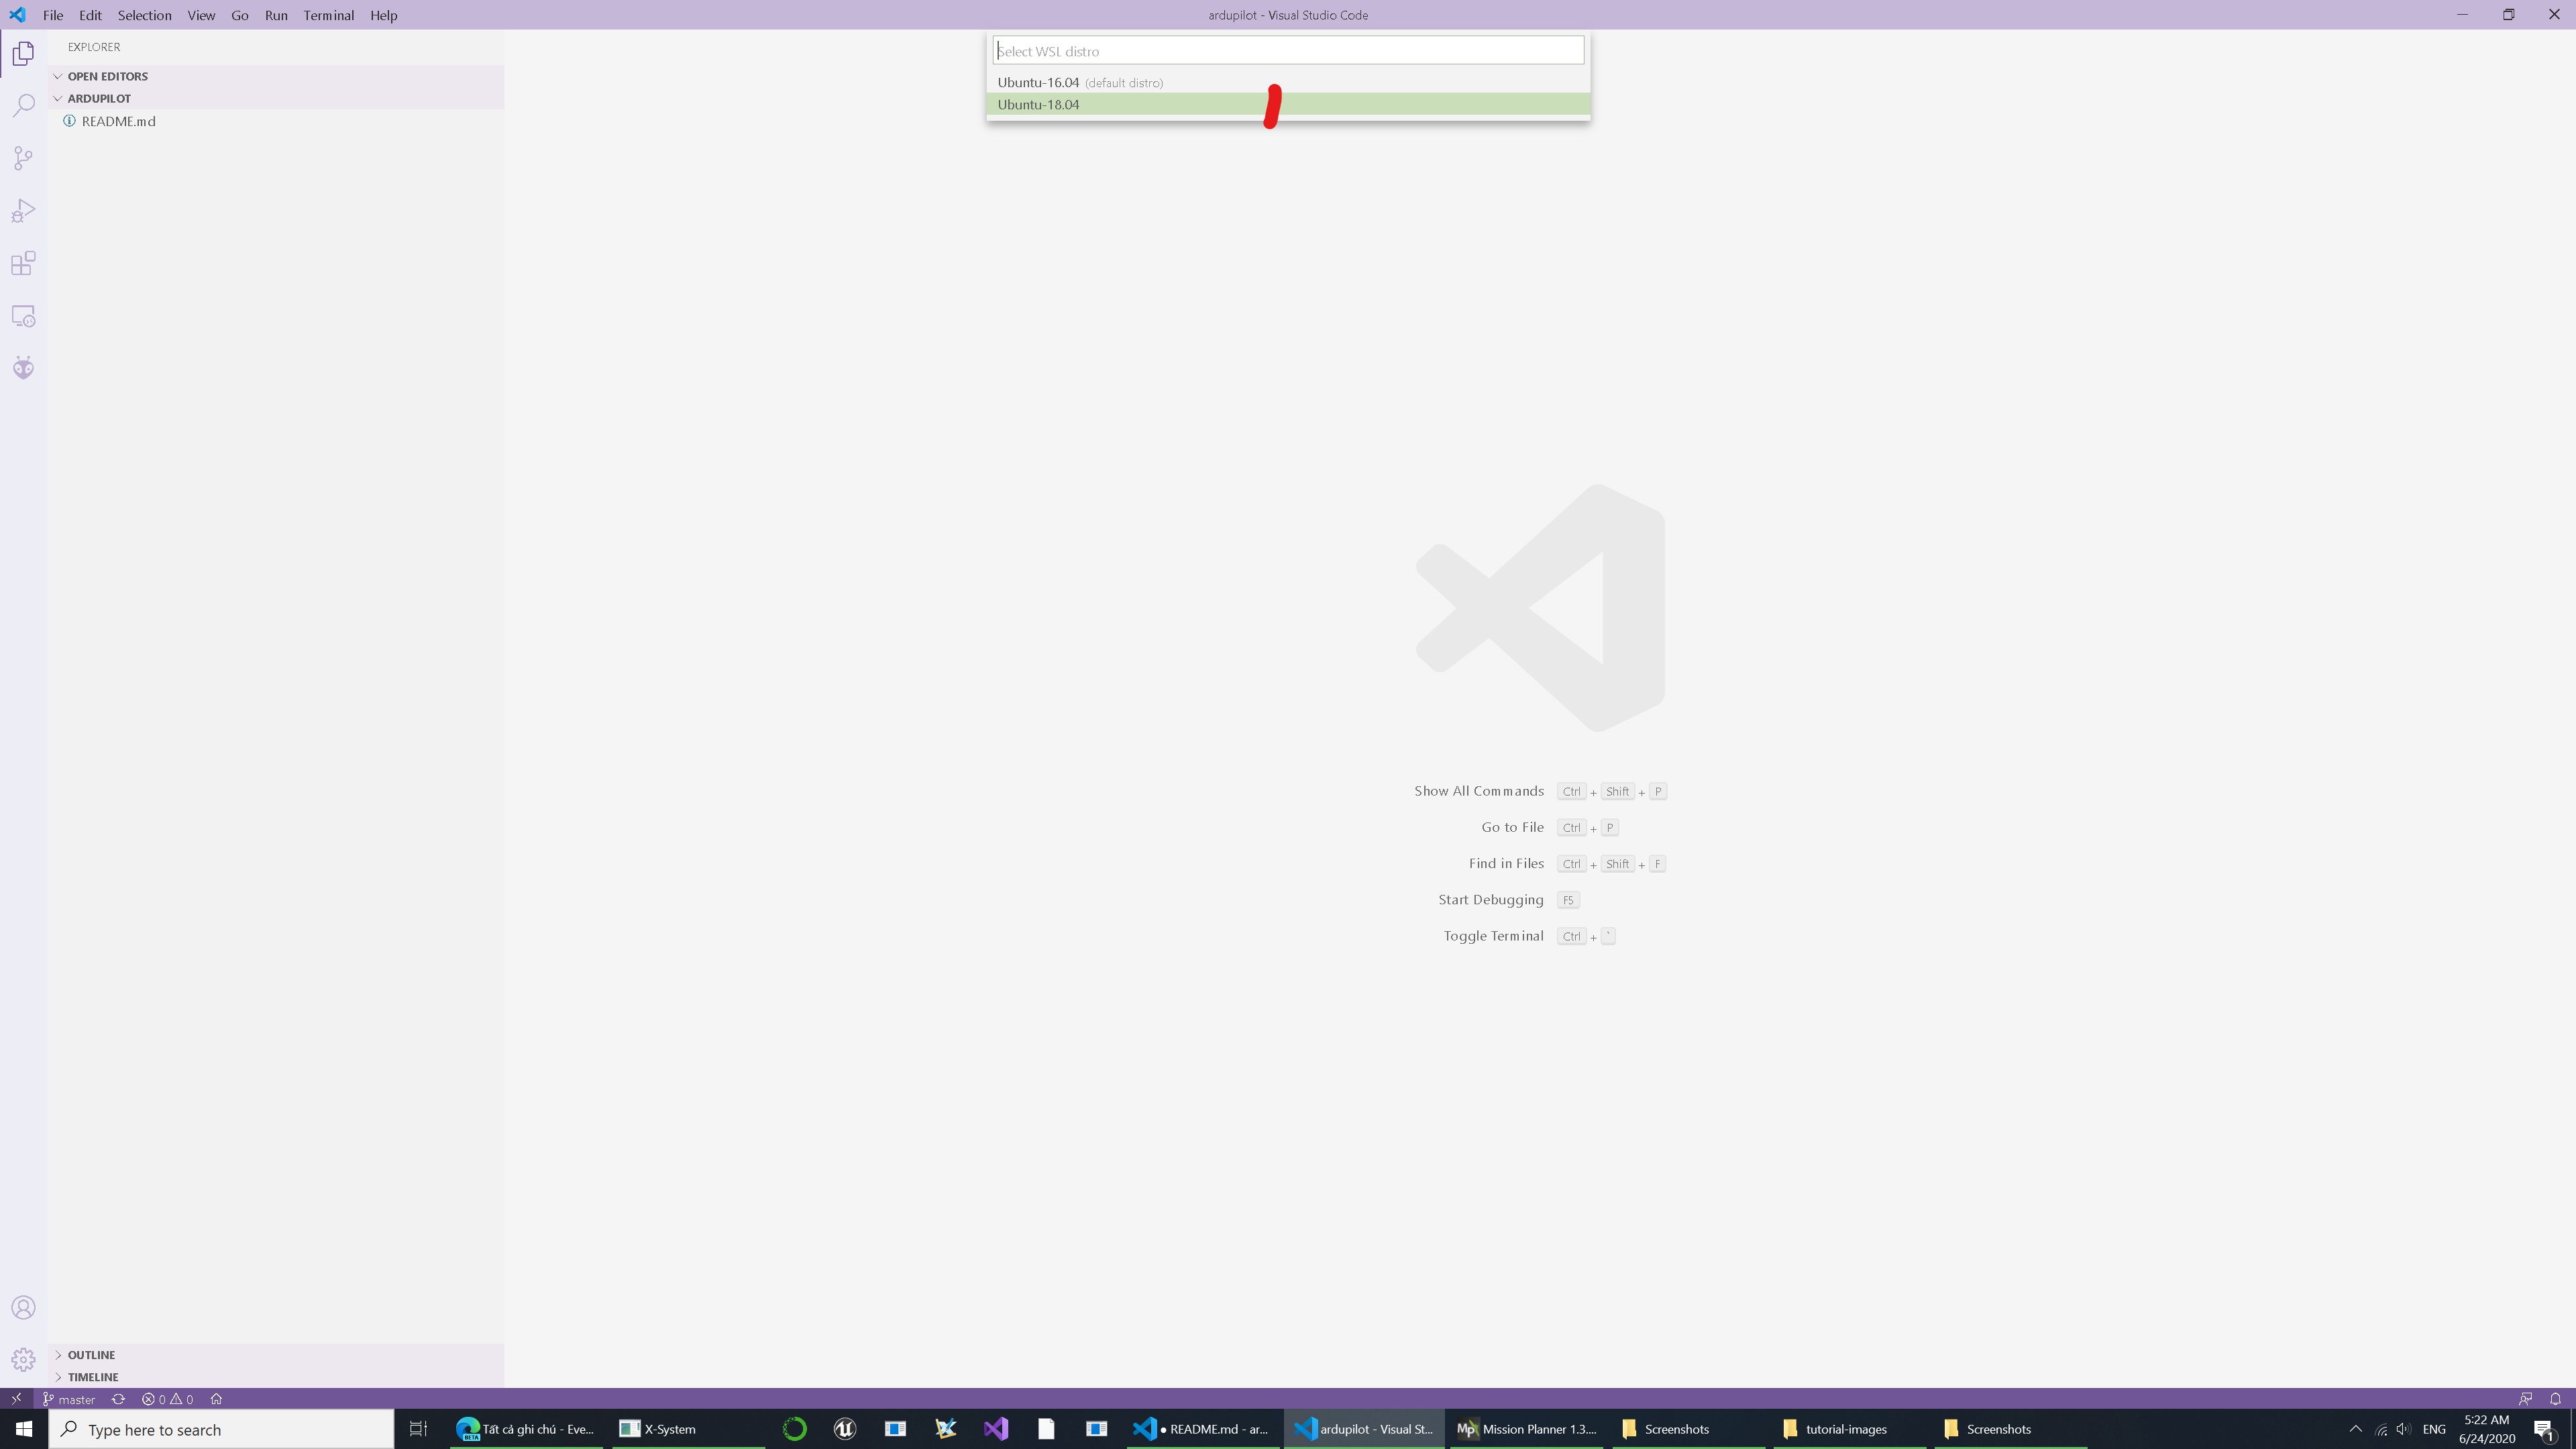 File Edit Selection View Go Run Terminal Help
ardupilot - Visual Studio Code
EXPLORER
OPEN EDITORS
ARDUPILOT
README.md
Select WSL distro
Ubuntu-16.04 (default distro)
Ubuntu-18.04
Show All Commands Ctrl + Shift + P
Go to File Ctrl + P
Find in Files Ctrl + Shift + F
Start Debugging F5
Toggle Terminal Ctrl + `
OUTLINE
TIMELINE
master 0 0
Type here to search
BETA
Tất cả ghi chú - Eve...
X-System
● README.md - ar...
ardupilot - Visual St...
Mp
Mission Planner 1.3....
Screenshots
tutorial-images
Screenshots
ENG
5:22 AM
6/24/2020
1